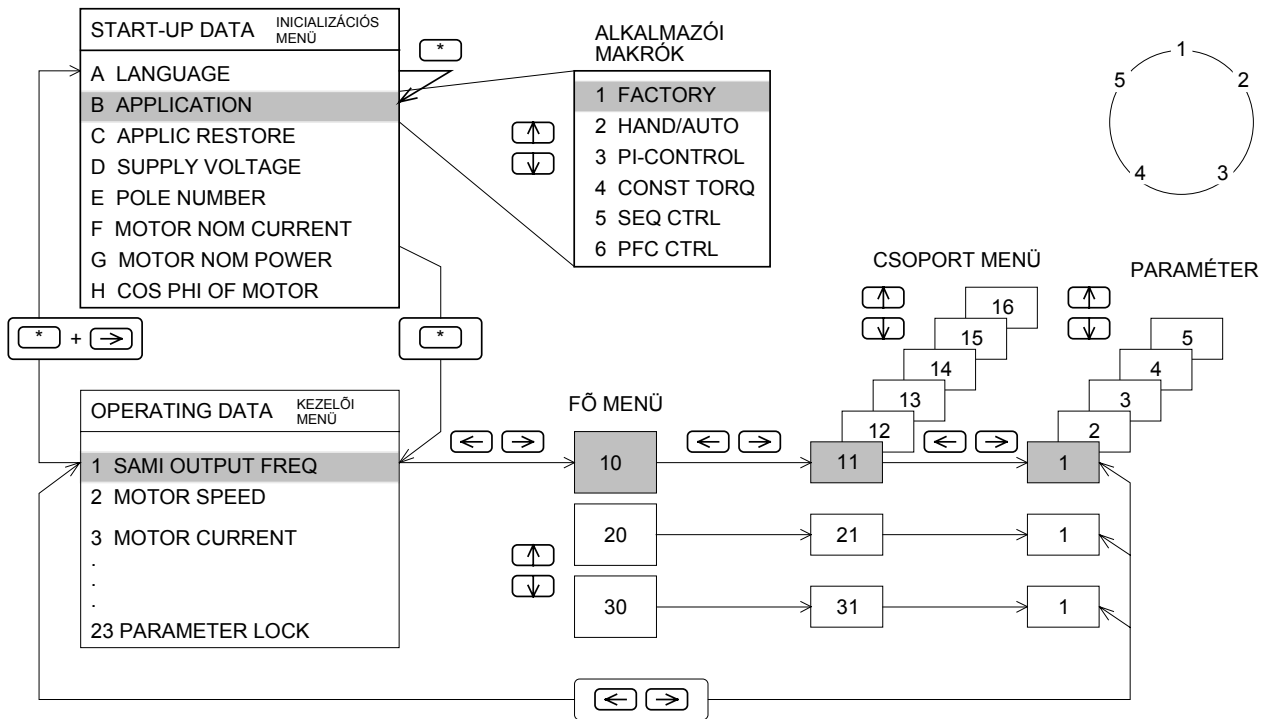 START-UP DATA INICIALIZÁCIÓS MENÜ
A LANGUAGE
B APPLICATION
C APPLIC RESTORE
D SUPPLY VOLTAGE
E POLE NUMBER
F MOTOR NOM CURRENT
G MOTOR NOM POWER
H COS PHI OF MOTOR
*
ALKALMAZÓI
MAKRÓK
1 FACTORY
2 HAND/AUTO
3 PI-CONTROL
4 CONST TORQ
5 SEQ CTRL
6 PFC CTRL
1
2
3
4
5
* +
*
OPERATING DATA KEZELÕI MENÜ
1 SAMI OUTPUT FREQ
2 MOTOR SPEED
3 MOTOR CURRENT
.
.
.
23 PARAMETER LOCK
FÕ MENÜ
10
20
30
CSOPORT MENÜ
16
15
14
13
12
11
21
31
PARAMÉTER
5
4
3
2
1
1
1